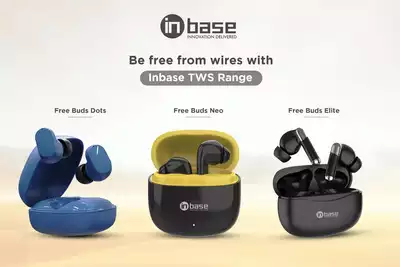 inbase
INNOVATION DELIVERED
Be free from wires with
Inbase TWS Range
Free Buds Dots
Free Buds Neo
Free Buds Elite
inbase
inbase